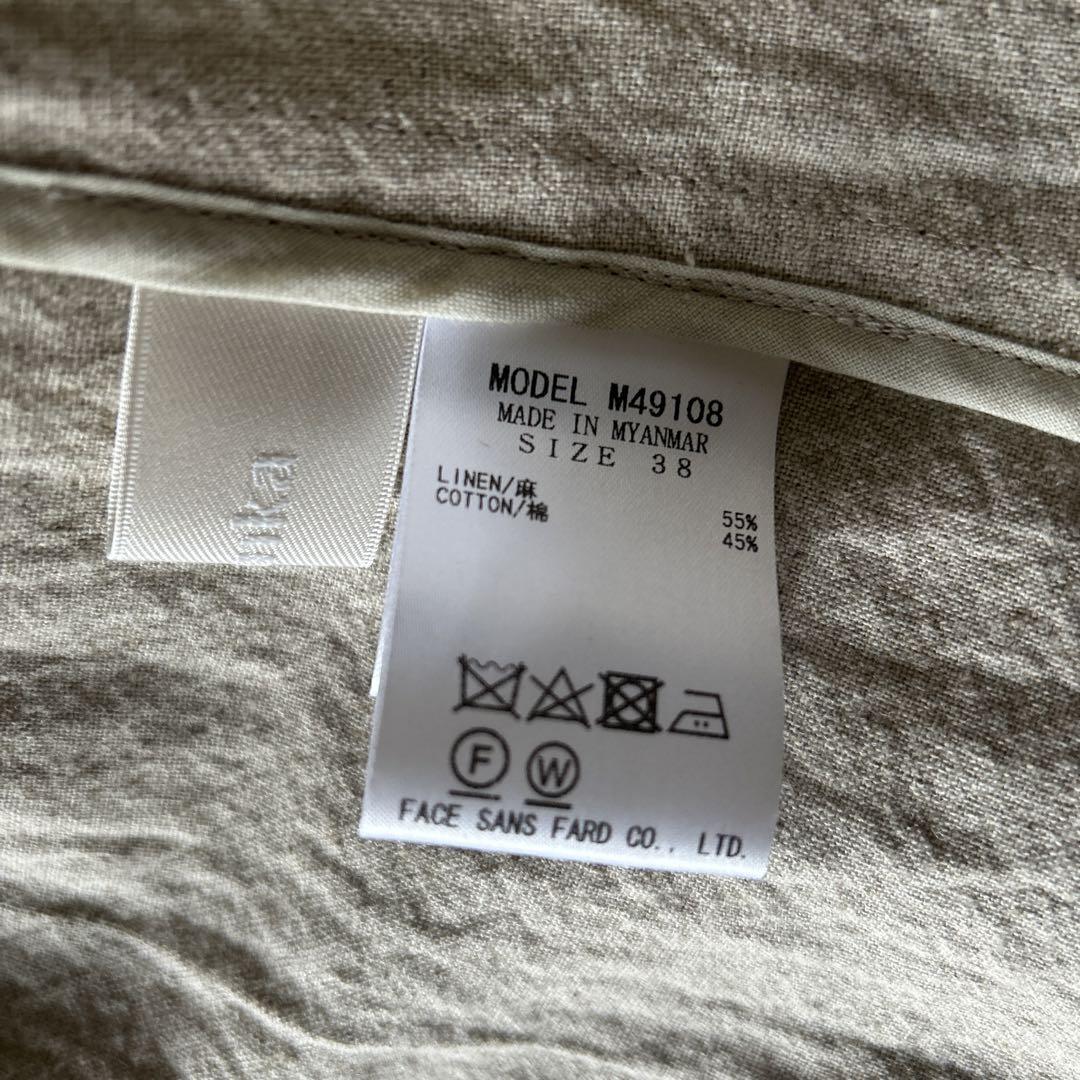 MODEL M49108
MADE IN MYANMAR
SIZE 38
LINEN/麻 55%
COTTON/棉 45%
F W
FACE SANS FARD CO., LTD.